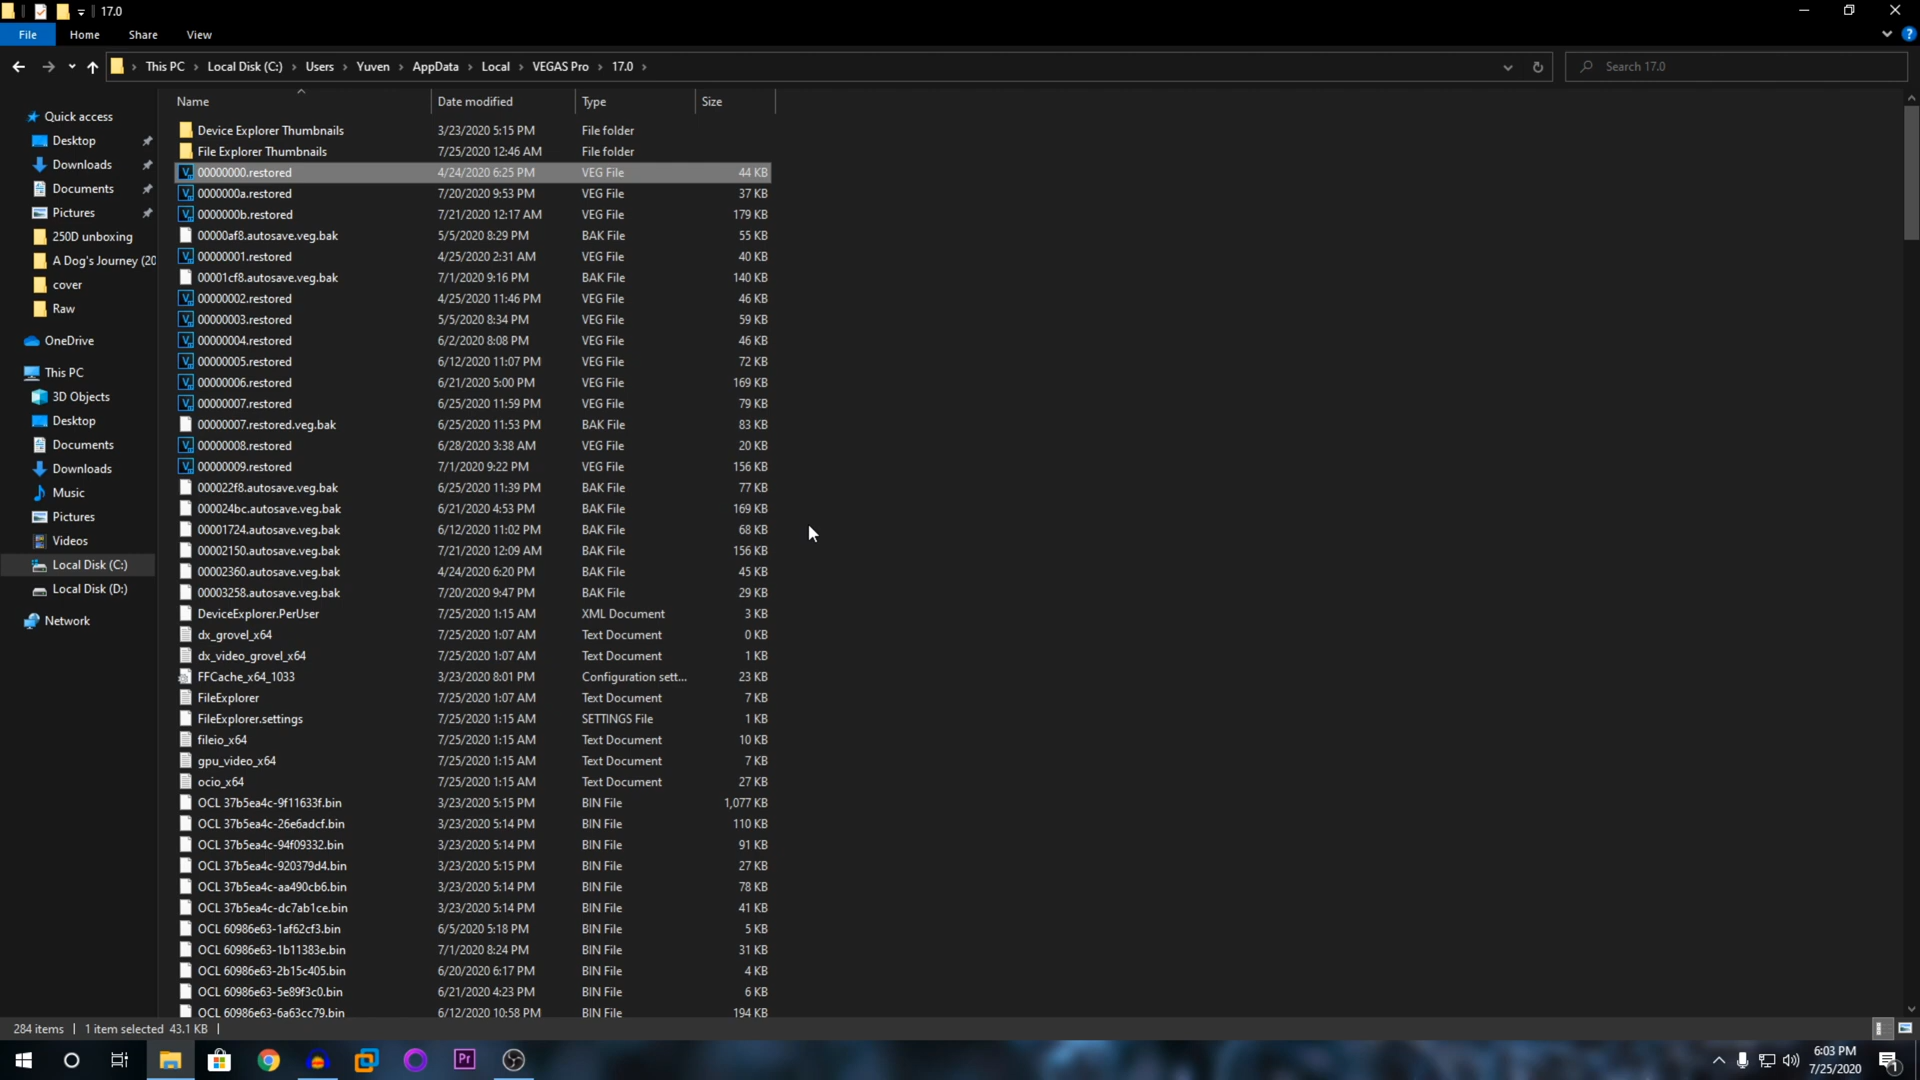 17.0
File Home Share View
This PC Local Disk (C:) Users Yuven AppData Local VEGAS Pro 17.0 Search 17.0
Name Date modified Type Size
Quick access
Desktop
Downloads
Documents
Pictures
250D unboxing
A Dog's Journey (20
cover
Raw
OneDrive
This PC
3D Objects
Desktop
Documents
Downloads
Music
Pictures
Videos
Local Disk (C:)
Local Disk (D:)
Network
Device Explorer Thumbnails 3/23/2020 5:15 PM File folder
File Explorer Thumbnails 7/25/2020 12:46 AM File folder
00000000.restored 4/24/2020 6:25 PM VEG File 44 KB
0000000a.restored 7/20/2020 9:53 PM VEG File 37 KB
0000000b.restored 7/21/2020 12:17 AM VEG File 179 KB
00000af8.autosave.veg.bak 5/5/2020 8:29 PM BAK File 55 KB
00000001.restored 4/25/2020 2:31 AM VEG File 40 KB
00001cf8.autosave.veg.bak 7/1/2020 9:16 PM BAK File 140 KB
00000002.restored 4/25/2020 11:46 PM VEG File 46 KB
00000003.restored 5/5/2020 8:34 PM VEG File 59 KB
00000004.restored 6/2/2020 8:08 PM VEG File 46 KB
00000005.restored 6/12/2020 11:07 PM VEG File 72 KB
00000006.restored 6/21/2020 5:00 PM VEG File 169 KB
00000007.restored 6/25/2020 11:59 PM VEG File 79 KB
00000007.restored.veg.bak 6/25/2020 11:53 PM BAK File 83 KB
00000008.restored 6/28/2020 3:38 AM VEG File 20 KB
00000009.restored 7/1/2020 9:22 PM VEG File 156 KB
000022f8.autosave.veg.bak 6/25/2020 11:39 PM BAK File 77 KB
000024bc.autosave.veg.bak 6/21/2020 4:53 PM BAK File 169 KB
00001724.autosave.veg.bak 6/12/2020 11:02 PM BAK File 68 KB
00002150.autosave.veg.bak 7/21/2020 12:09 AM BAK File 156 KB
00002360.autosave.veg.bak 4/24/2020 6:20 PM BAK File 45 KB
00003258.autosave.veg.bak 7/20/2020 9:47 PM BAK File 29 KB
DeviceExplorer.PerUser 7/25/2020 1:15 AM XML Document 3 KB
dx_grovel_x64 7/25/2020 1:07 AM Text Document 0 KB
dx_video_grovel_x64 7/25/2020 1:07 AM Text Document 1 KB
FFCache_x64_1033 3/23/2020 8:01 PM Configuration sett... 23 KB
FileExplorer 7/25/2020 1:07 AM Text Document 7 KB
FileExplorer.settings 7/25/2020 1:15 AM SETTINGS File 1 KB
fileio_x64 7/25/2020 1:15 AM Text Document 10 KB
gpu_video_x64 7/25/2020 1:15 AM Text Document 7 KB
ocio_x64 7/25/2020 1:15 AM Text Document 27 KB
OCL 37b5ea4c-9f11633f.bin 3/23/2020 5:15 PM BIN File 1,077 KB
OCL 37b5ea4c-26e6adcf.bin 3/23/2020 5:14 PM BIN File 110 KB
OCL 37b5ea4c-94f09332.bin 3/23/2020 5:14 PM BIN File 91 KB
OCL 37b5ea4c-920379d4.bin 3/23/2020 5:15 PM BIN File 27 KB
OCL 37b5ea4c-aa490cb6.bin 3/23/2020 5:14 PM BIN File 78 KB
OCL 37b5ea4c-dc7ab1ce.bin 3/23/2020 5:14 PM BIN File 41 KB
OCL 60986e63-1af62cf3.bin 6/5/2020 5:18 PM BIN File 5 KB
OCL 60986e63-1b11383e.bin 7/1/2020 8:24 PM BIN File 31 KB
OCL 60986e63-2b15c405.bin 6/20/2020 6:17 PM BIN File 4 KB
OCL 60986e63-5e89f3c0.bin 6/21/2020 4:23 PM BIN File 6 KB
OCL 60986e63-6a63cc79.bin 6/12/2020 10:58 PM BIN File 194 KB
284 items 1 item selected 43.1 KB
Pr
6:03 PM
7/25/2020
1